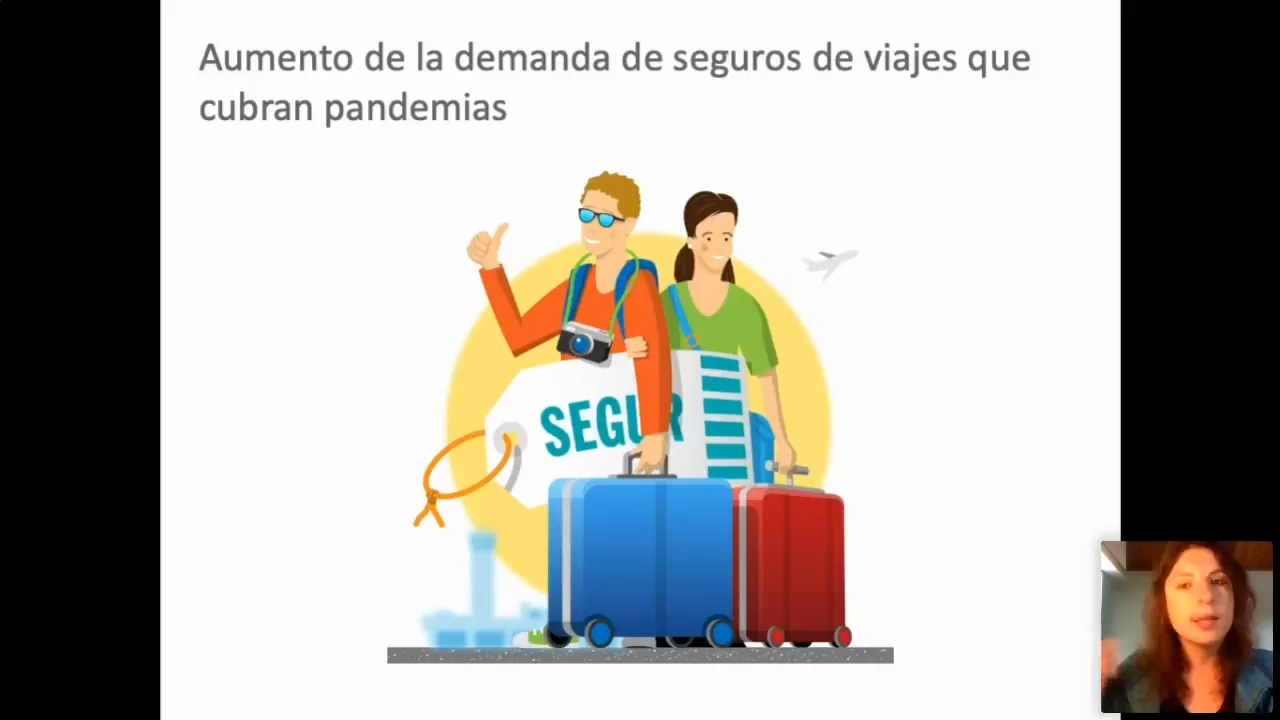 Aumento de la demanda de seguros de viajes que
cubran pandemias
SEGUR